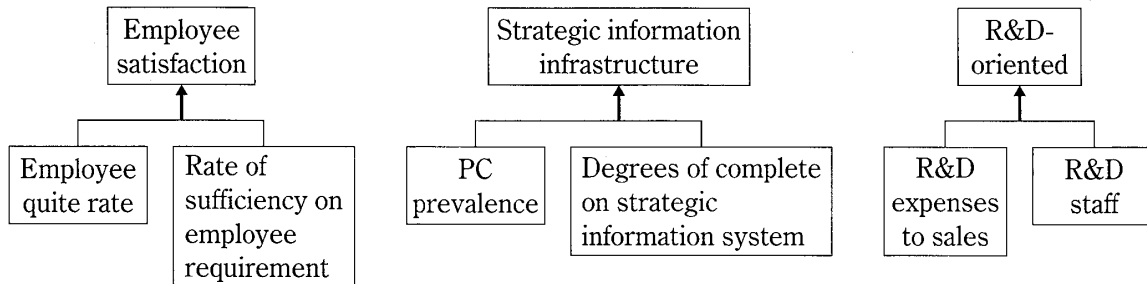 Employee
satisfaction
Strategic information
infrastructure
R&D-
oriented
Employee
quite rate
Rate of
sufficiency on
employee
requirement
PC
prevalence
Degrees of complete
on strategic
information system
R&D
expenses
to sales
R&D
staff